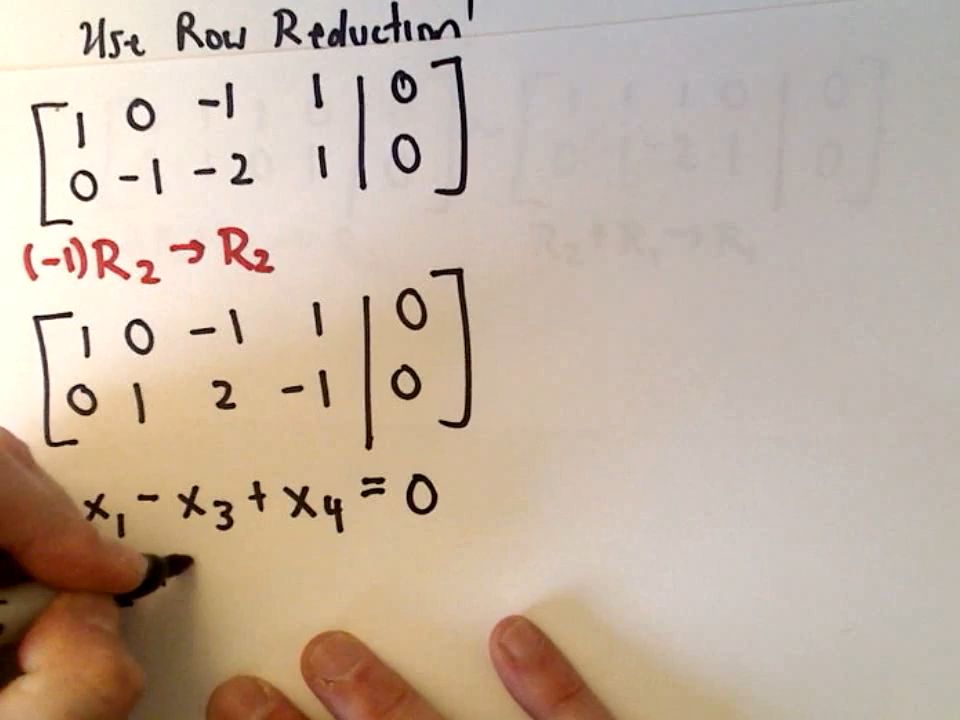 Use Row Reduction!
1 0 -1 1 | 0
0 -1 -2 1 | 0
(-1)R₂ → R₂
1 0 -1 1 | 0
0 1 2 -1 | 0
x₁ - x₃ + x₄ = 0